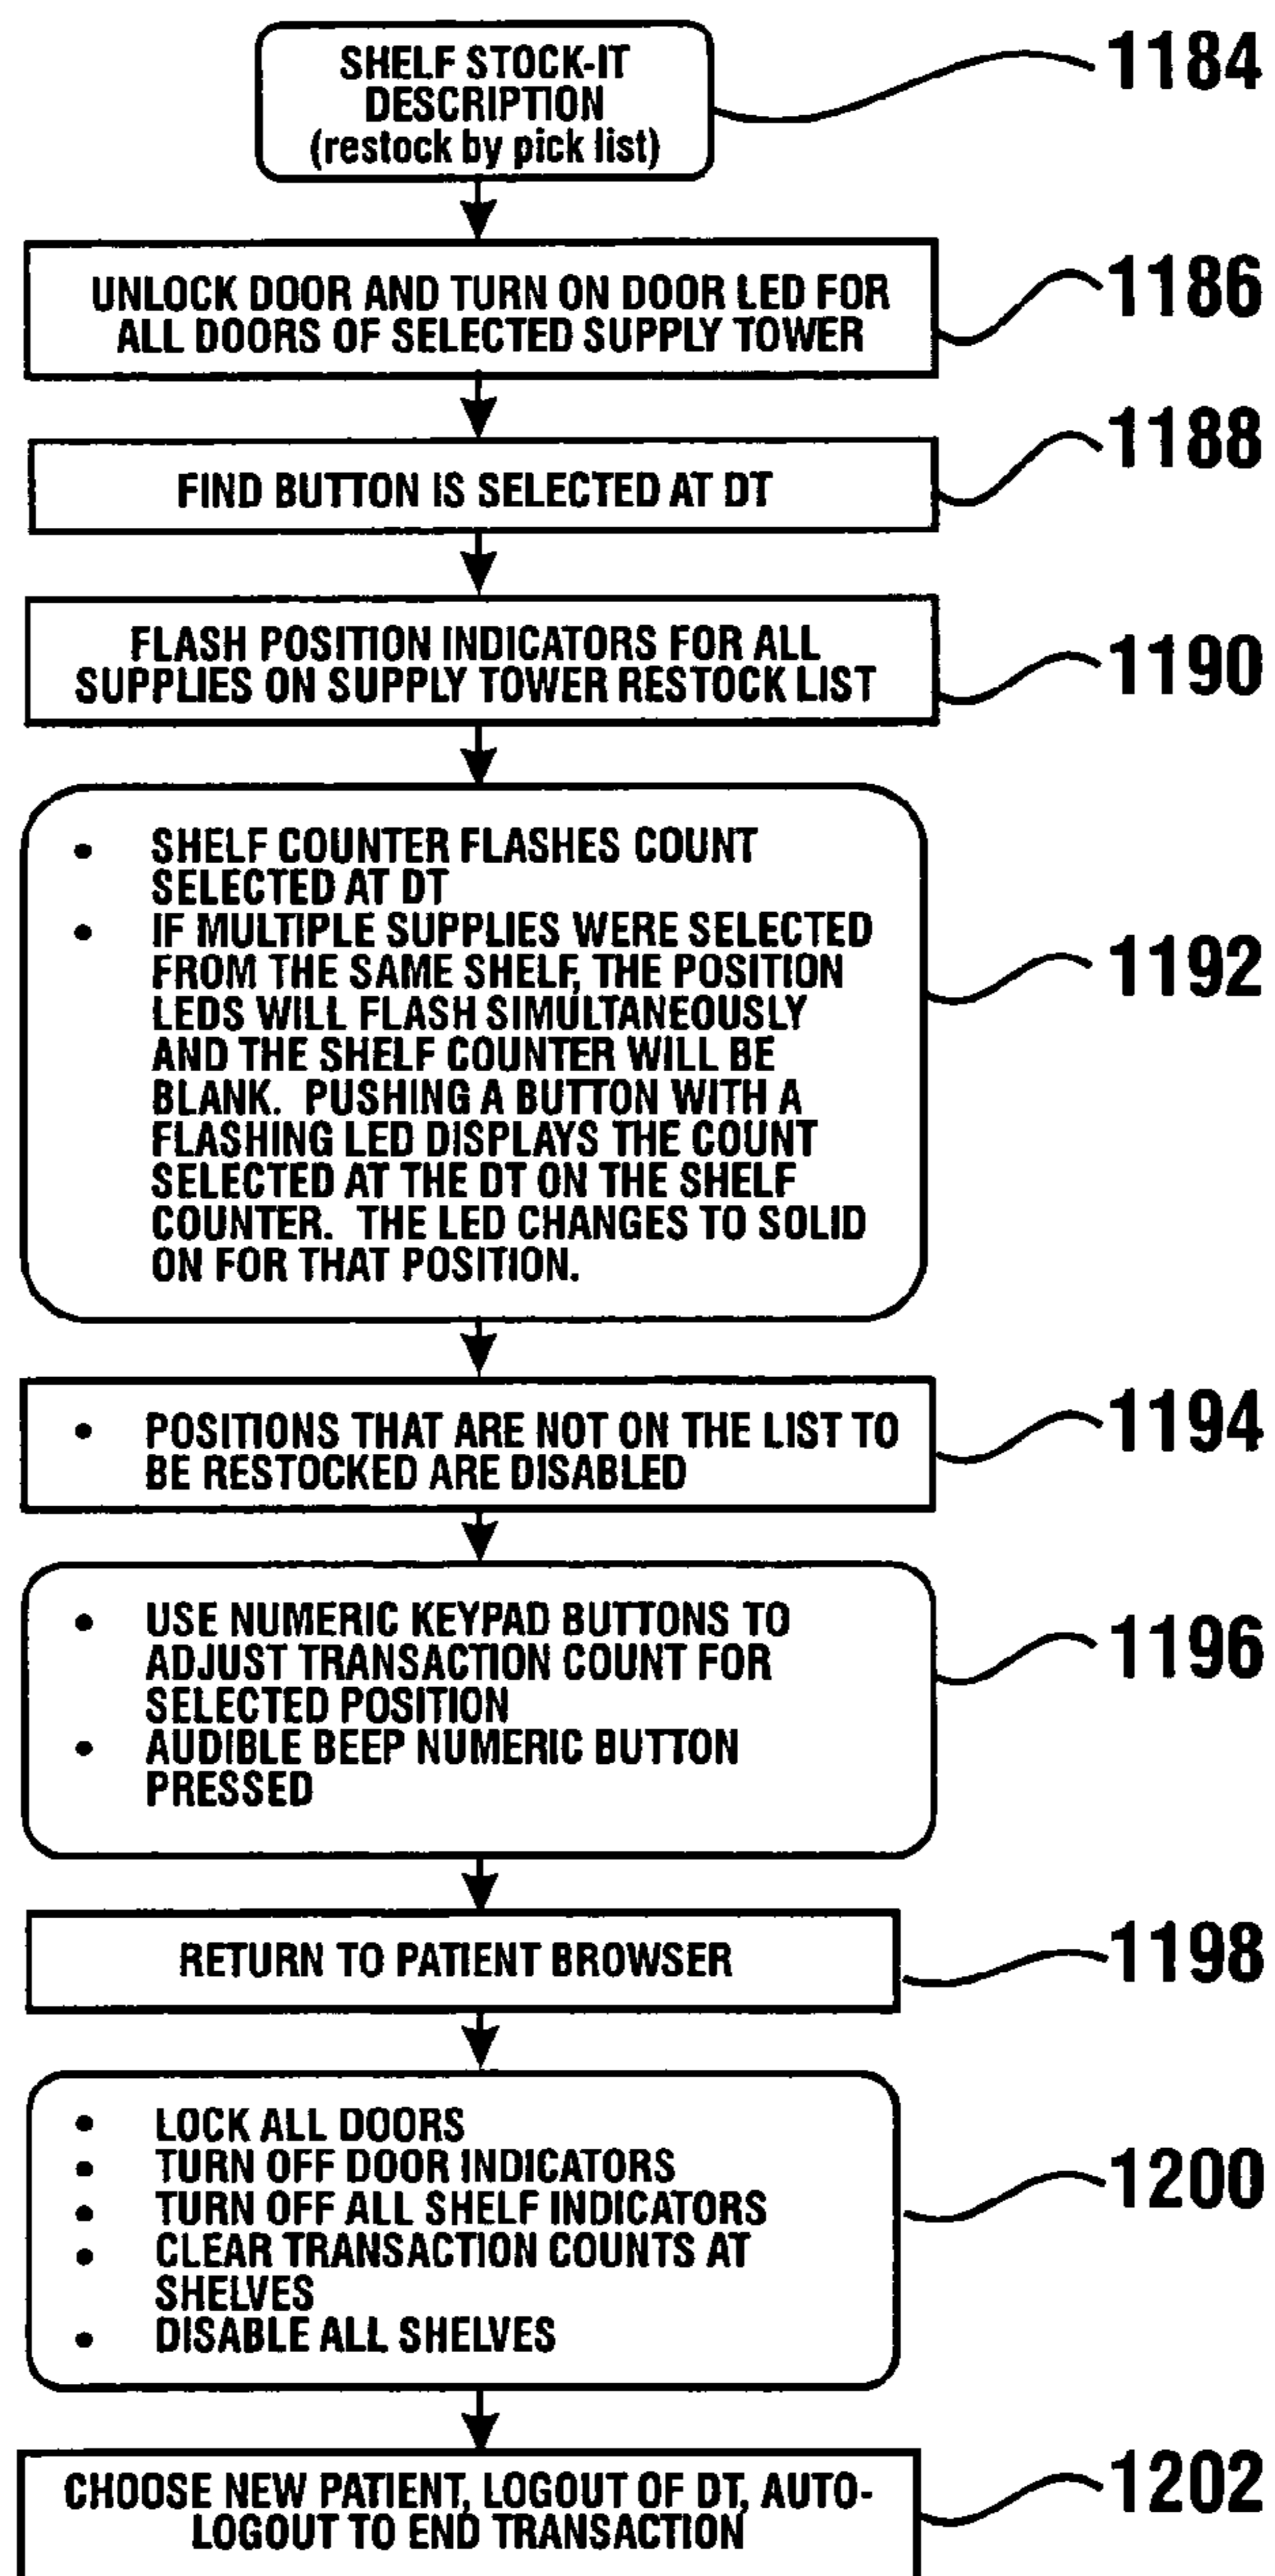 SHELF STOCK-IT
DESCRIPTION
(restock by pick list)
1184
UNLOCK DOOR AND TURN ON DOOR LED FOR
ALL DOORS OF SELECTED SUPPLY TOWER
1186
FIND BUTTON IS SELECTED AT DT
1188
FLASH POSITION INDICATORS FOR ALL
SUPPLIES ON SUPPLY TOWER RESTOCK LIST
1190
• SHELF COUNTER FLASHES COUNT
SELECTED AT DT
• IF MULTIPLE SUPPLIES WERE SELECTED
FROM THE SAME SHELF, THE POSITION
LEDS WILL FLASH SIMULTANEOUSLY
AND THE SHELF COUNTER WILL BE
BLANK. PUSHING A BUTTON WITH A
FLASHING LED DISPLAYS THE COUNT
SELECTED AT THE DT ON THE SHELF
COUNTER. THE LED CHANGES TO SOLID
ON FOR THAT POSITION.
1192
• POSITIONS THAT ARE NOT ON THE LIST TO
BE RESTOCKED ARE DISABLED
1194
• USE NUMERIC KEYPAD BUTTONS TO
ADJUST TRANSACTION COUNT FOR
SELECTED POSITION
• AUDIBLE BEEP NUMERIC BUTTON
PRESSED
1196
RETURN TO PATIENT BROWSER
1198
• LOCK ALL DOORS
• TURN OFF DOOR INDICATORS
• TURN OFF ALL SHELF INDICATORS
• CLEAR TRANSACTION COUNTS AT
SHELVES
• DISABLE ALL SHELVES
1200
CHOOSE NEW PATIENT, LOGOUT OF DT, AUTO-
LOGOUT TO END TRANSACTION
1202